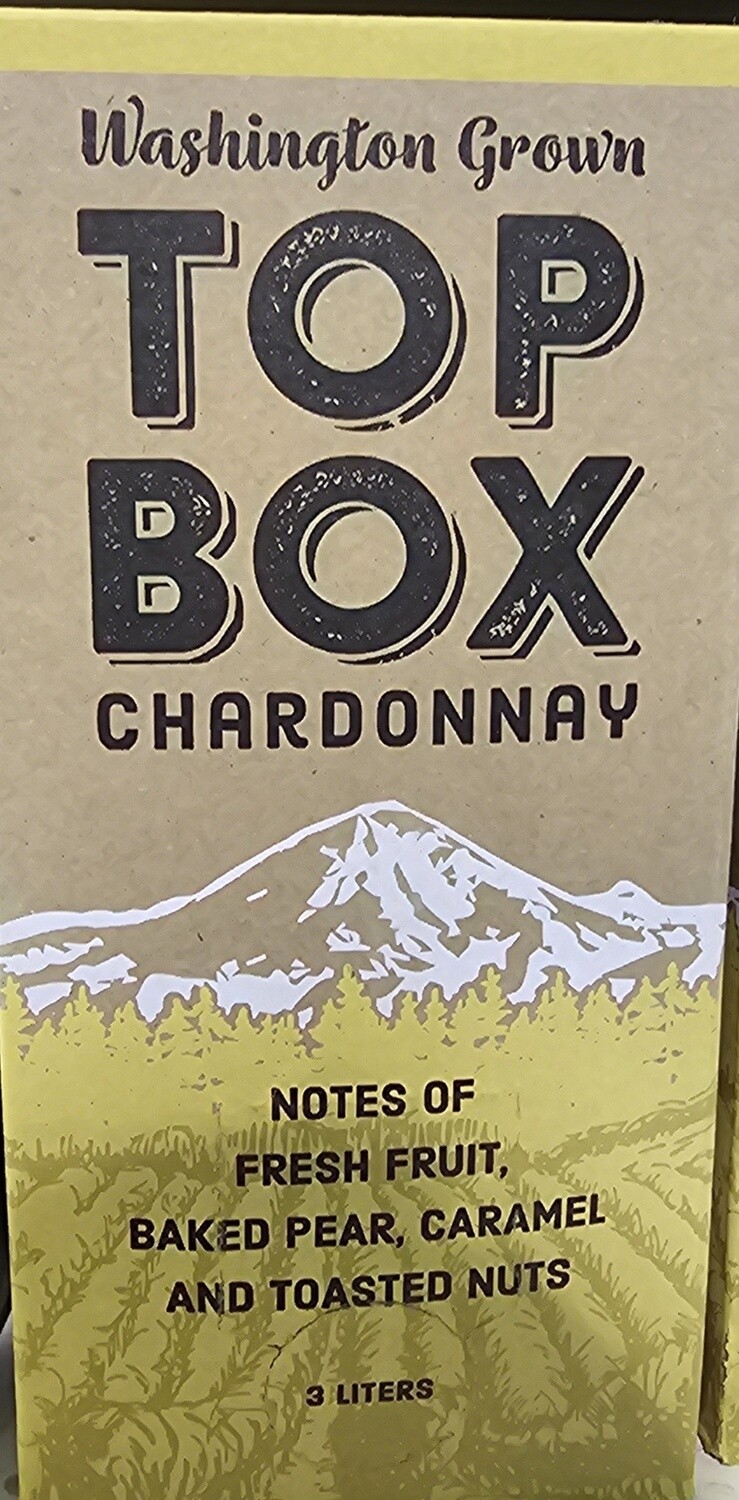 Washington Grown
TOP
BOX
CHARDONNAY
NOTES OF
FRESH FRUIT,
BAKED PEAR, CARAMEL
AND TOASTED NUTS
3 LITERS